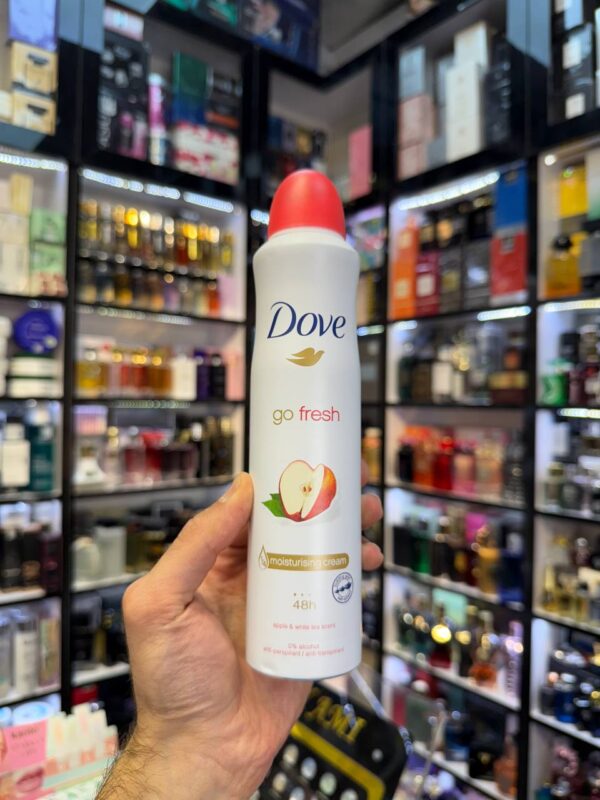 Dove
go fresh
moisturising cream
48h
apple & white tea scent
0% alcohol
anti-perspirant / anti-transpirant